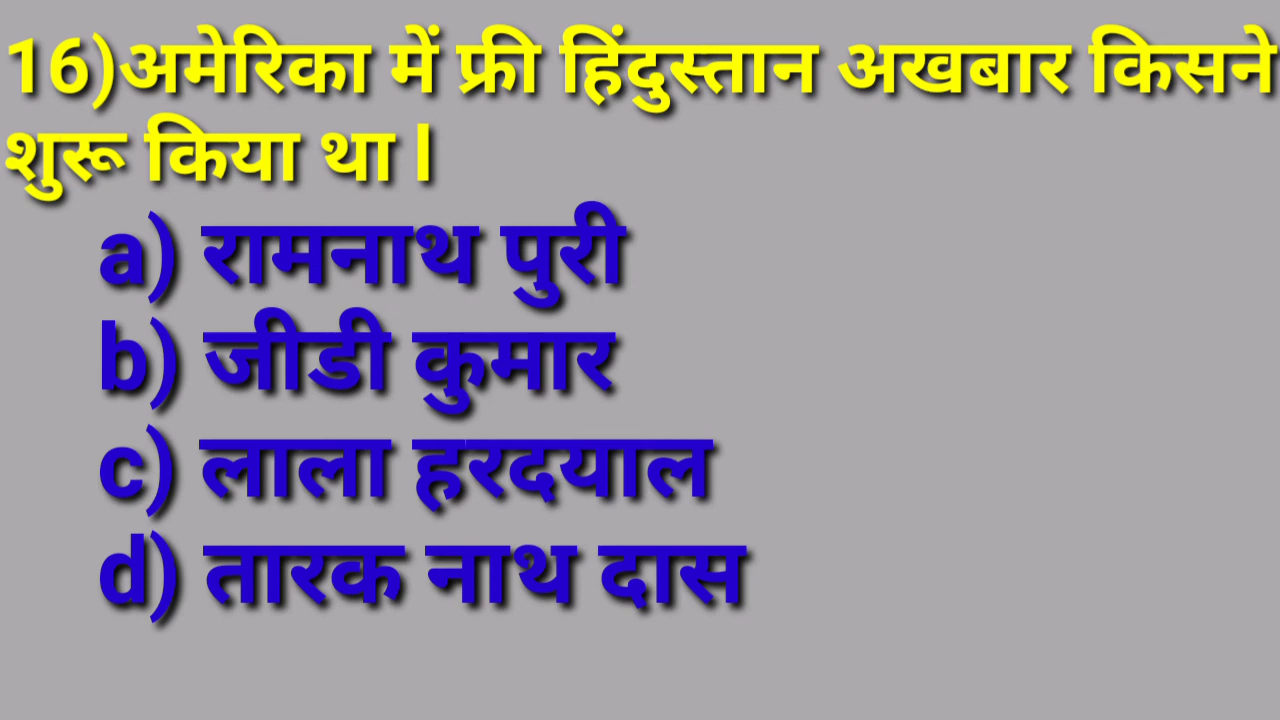 16)अमेरिका में फ्री हिंदुस्तान अखबार किसने
शुरू किया था l
a) रामनाथ पुरी
b) जीडी कुमार
c) लाला हरदयाल
d) तारक नाथ दास